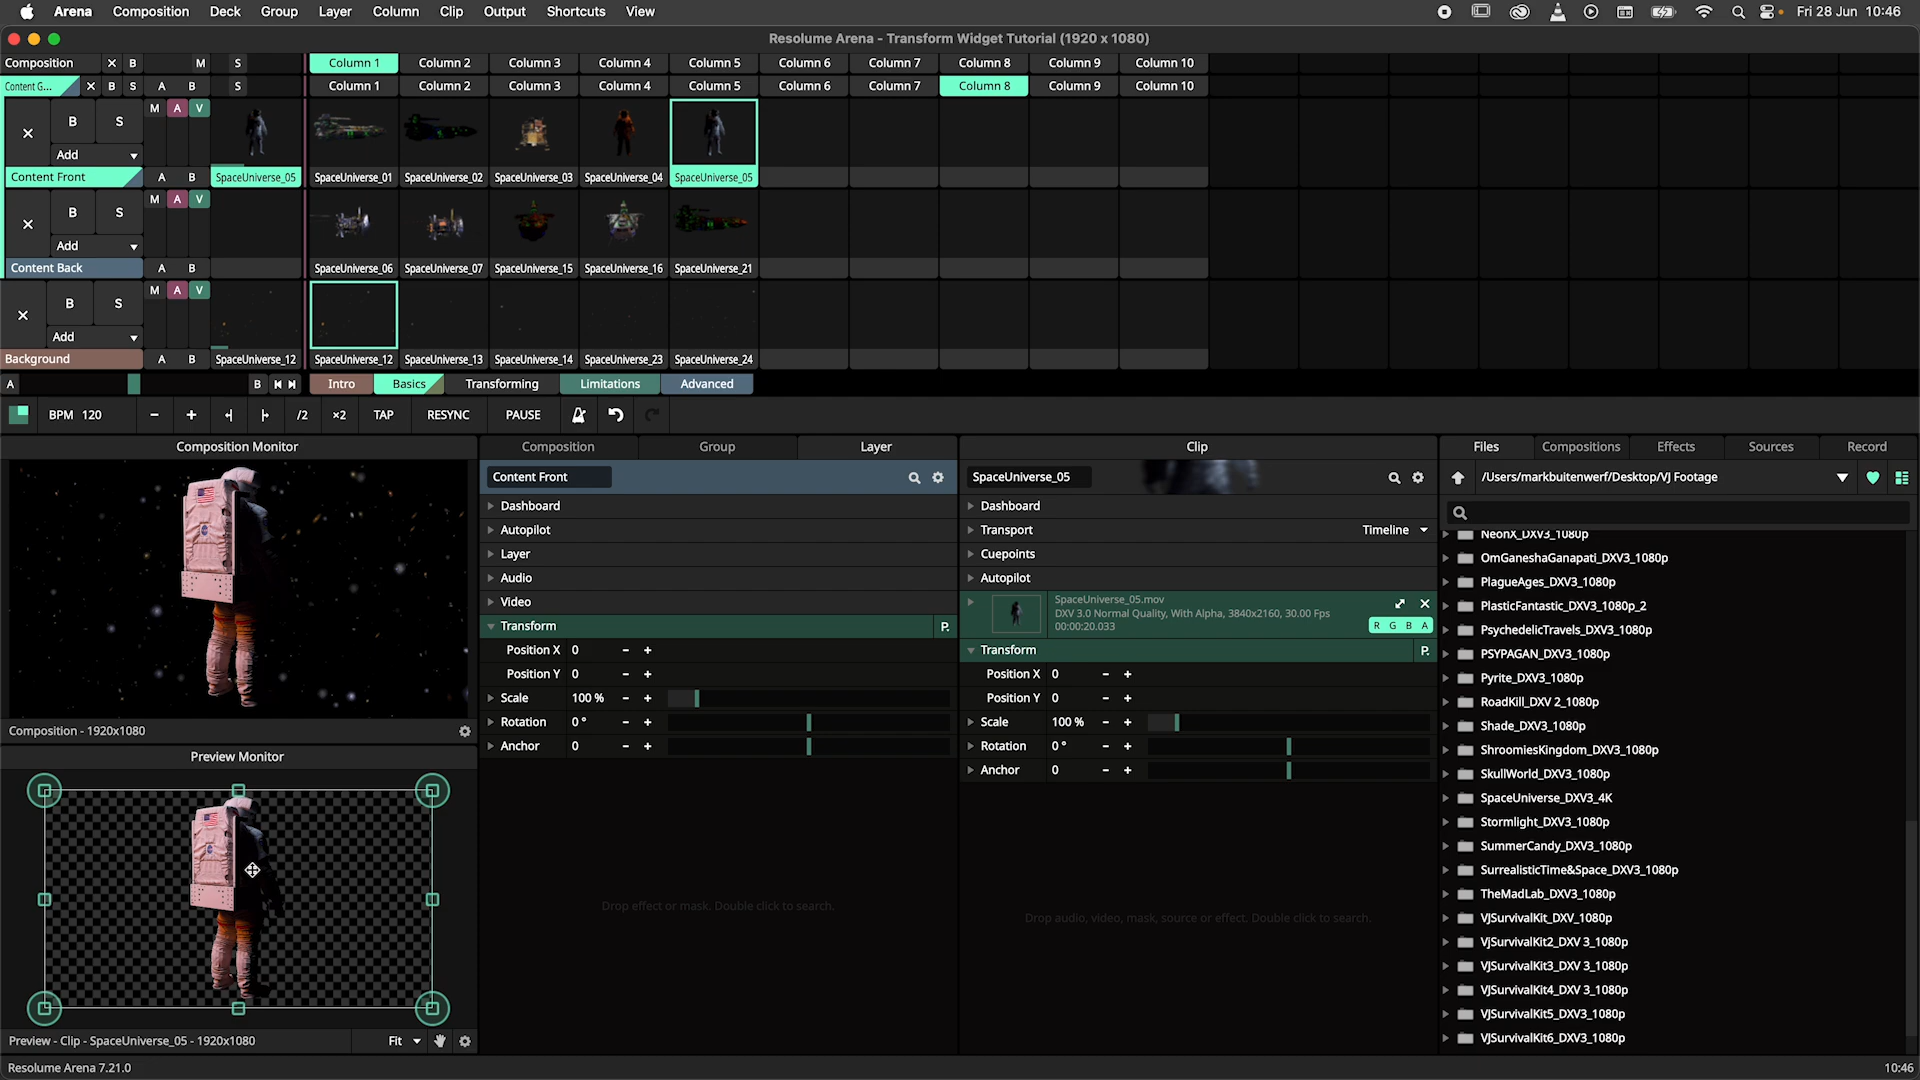 Arena Composition Deck Group Layer Column Clip Output Shortcuts View Fri 28 Jun 10:46
Resolume Arena - Transform Widget Tutorial (1920 x 1080)
Composition X B M S Column 1 Column 2 Column 3 Column 4 Column 5 Column 6 Column 7 Column 8 Column 9 Column 10
Content G... X B S A B S Column 1 Column 2 Column 3 Column 4 Column 5 Column 6 Column 7 Column 8 Column 9 Column 10
M A V
X B S
Add
Content Front A B SpaceUniverse_05 SpaceUniverse_01 SpaceUniverse_02 SpaceUniverse_03 SpaceUniverse_04 SpaceUniverse_05
M A V
X B S
Add
Content Back A B SpaceUniverse_06 SpaceUniverse_07 SpaceUniverse_15 SpaceUniverse_16 SpaceUniverse_21
M A V
X B S
Add
Background A B SpaceUniverse_12 SpaceUniverse_12 SpaceUniverse_13 SpaceUniverse_14 SpaceUniverse_23 SpaceUniverse_24
A B Intro Basics Transforming Limitations Advanced
BPM 120 - + /2 ×2 TAP RESYNC PAUSE
Composition Monitor
Composition - 1920x1080
Preview Monitor
Preview - Clip - SpaceUniverse_05 - 1920x1080 Fit
Composition Group Layer
Content Front
Dashboard
Autopilot
Layer
Audio
Video
Transform P.
Position X 0 - +
Position Y 0 - +
Scale 100 % - +
Rotation 0 ° - +
Anchor 0 - +
Drop effect or mask. Double click to search.
Clip
SpaceUniverse_05
Dashboard
Transport Timeline
Cuepoints
Autopilot
SpaceUniverse_05.mov
DXV 3.0 Normal Quality, With Alpha, 3840x2160, 30.00 Fps
00:00:20.033 R G B A
Transform P.
Position X 0 - +
Position Y 0 - +
Scale 100 % - +
Rotation 0 ° - +
Anchor 0 - +
Drop audio, video, mask, source or effect. Double click to search.
Files Compositions Effects Sources Record
/Users/markbuitenwerf/Desktop/VJ Footage
NeonX_DXV3_1080p
OmGaneshaGanapati_DXV3_1080p
PlagueAges_DXV3_1080p
PlasticFantastic_DXV3_1080p_2
PsychedelicTravels_DXV3_1080p
PSYPAGAN_DXV3_1080p
Pyrite_DXV3_1080p
RoadKill_DXV 2_1080p
Shade_DXV3_1080p
ShroomiesKingdom_DXV3_1080p
SkullWorld_DXV3_1080p
SpaceUniverse_DXV3_4K
Stormlight_DXV3_1080p
SummerCandy_DXV3_1080p
SurrealisticTime&Space_DXV3_1080p
TheMadLab_DXV3_1080p
VJSurvivalKit_DXV_1080p
VjSurvivalKit2_DXV 3_1080p
VJSurvivalKit3_DXV 3_1080p
VJSurvivalKit4_DXV 3_1080p
VJSurvivalKit5_DXV3_1080p
VJSurvivalKit6_DXV3_1080p
Resolume Arena 7.21.0 10:46